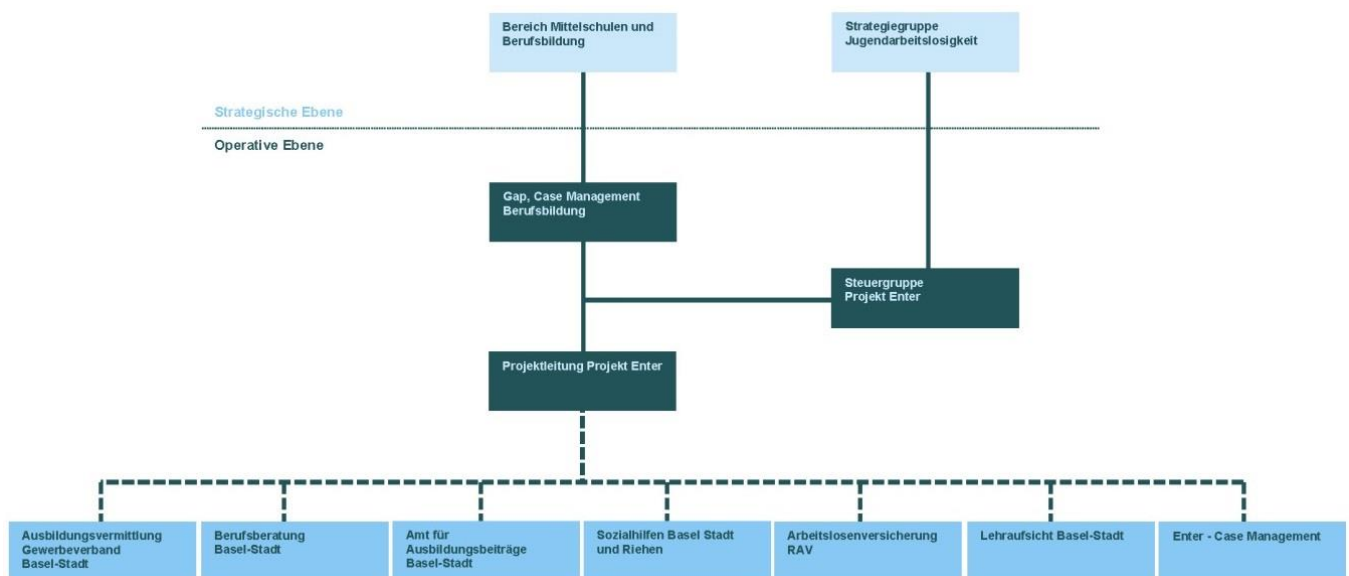 Bereich Mittelschulen und
Berufsbildung
Strategiegruppe
Jugendarbeitslosigkeit
Strategische Ebene
Operative Ebene
Gap, Case Management
Berufsbildung
Steuergruppe
Projekt Enter
Projektleitung Projekt Enter
Ausbildungsvermittlung
Gewerbeverband
Basel-Stadt
Berufsberatung
Basel-Stadt
Amt für
Ausbildungsbeiträge
Basel-Stadt
Sozialhilfen Basel Stadt
und Riehen
Arbeitslosenversicherung
RAV
Lehraufsicht Basel-Stadt
Enter - Case Management